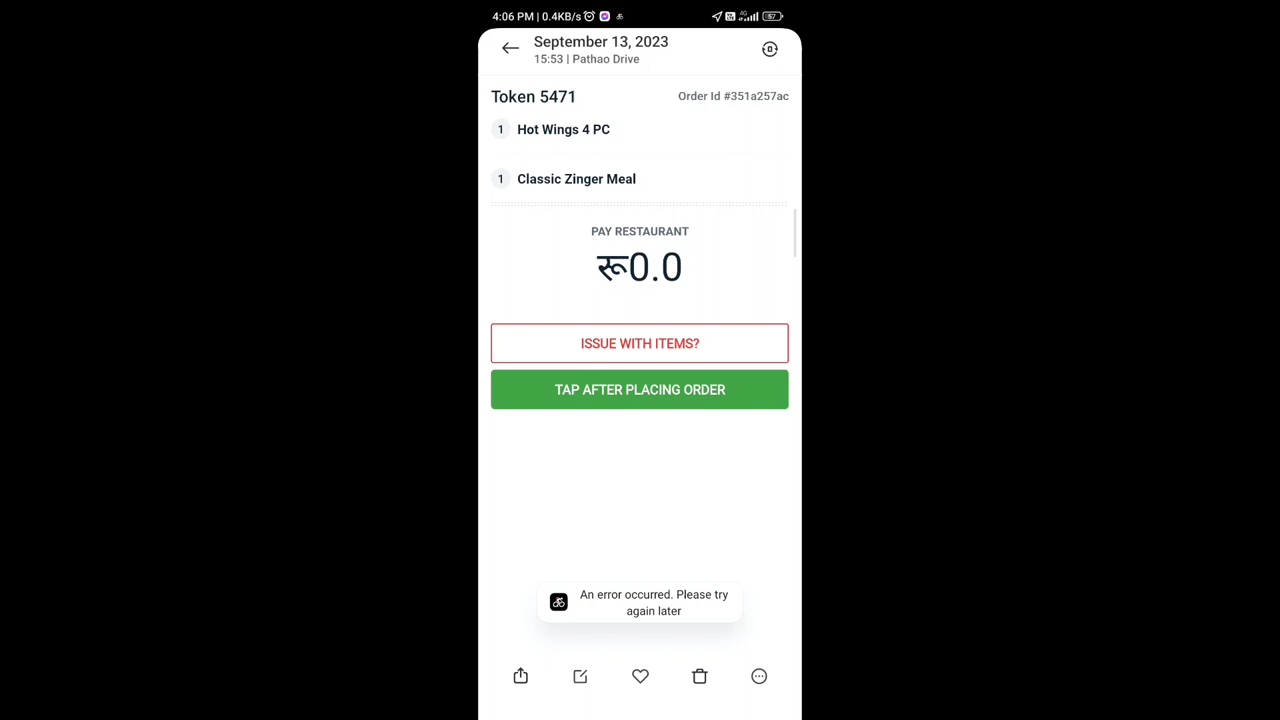 4:06 PM | 0.4KB/s
4G 57
September 13, 2023
15:53 | Pathao Drive
Token 5471
Order Id #351a257ac
1 Hot Wings 4 PC
1 Classic Zinger Meal
PAY RESTAURANT
रू0.0
ISSUE WITH ITEMS?
TAP AFTER PLACING ORDER
An error occurred. Please try
again later